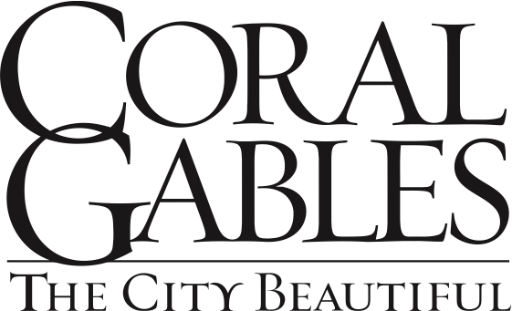 CORAL
GABLES
THE CITY BEAUTIFUL